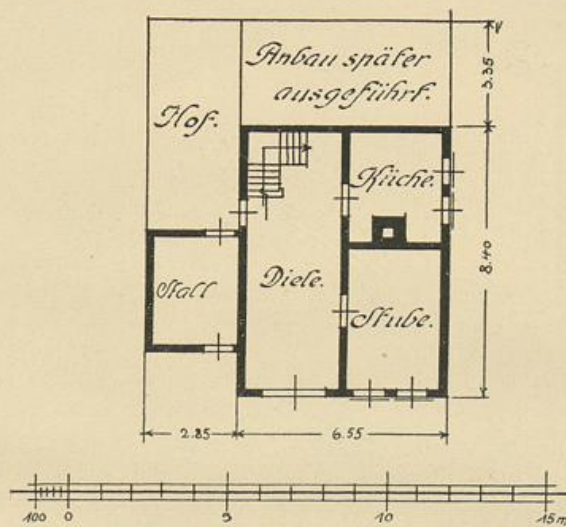 Anbau später
ausgeführt.
Hof.
3.35
Küche.
8.40
Stall
Diele.
Stube.
2.85
6.55
100 0 5 10 15 m